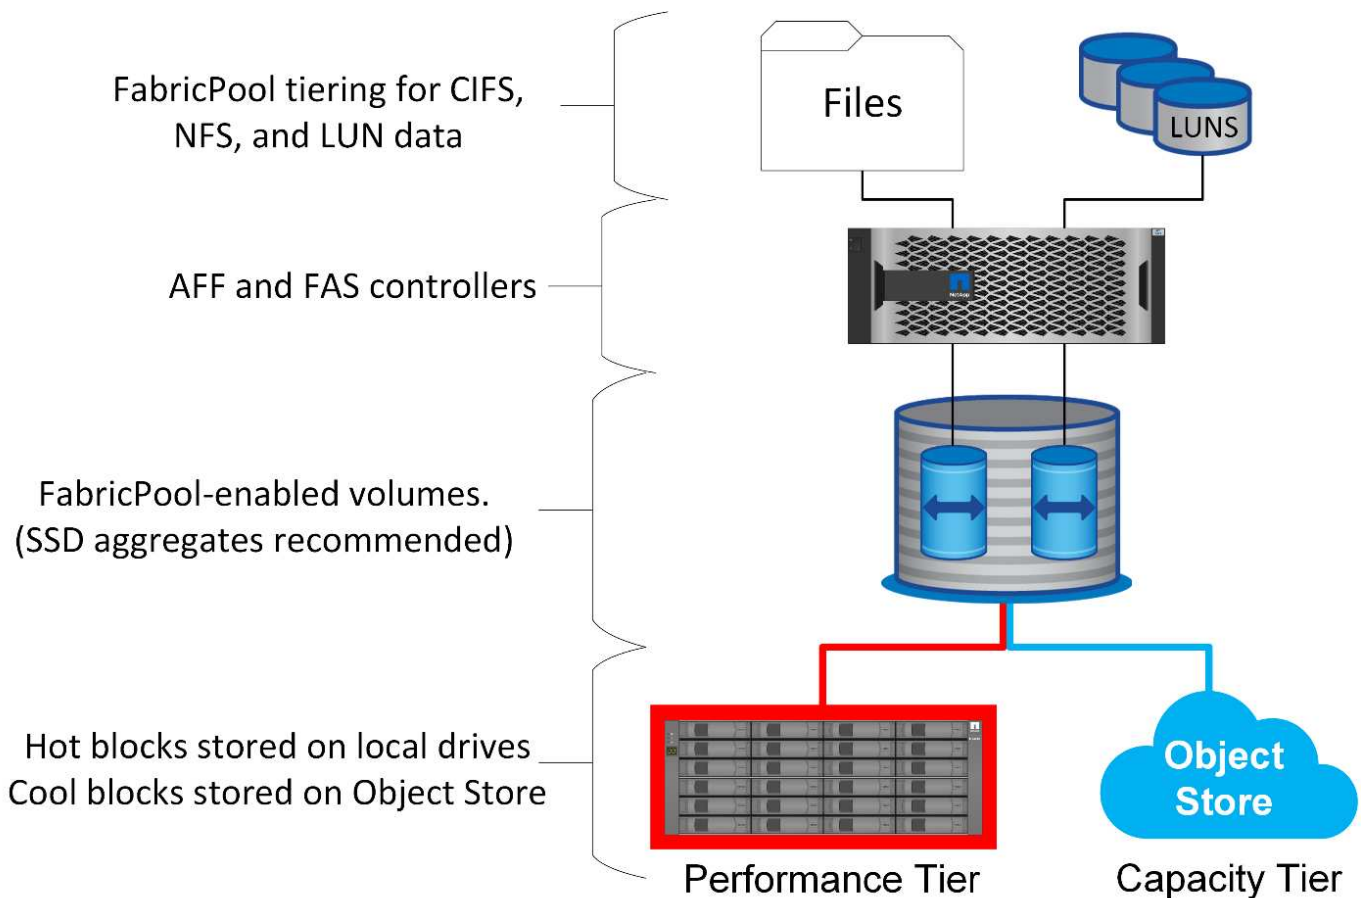 FabricPool tiering for CIFS,
NFS, and LUN data
Files
LUNS
AFF and FAS controllers
NetApp
FabricPool-enabled volumes.
(SSD aggregates recommended)
Hot blocks stored on local drives
Cool blocks stored on Object Store
Object
Store
Performance Tier
Capacity Tier